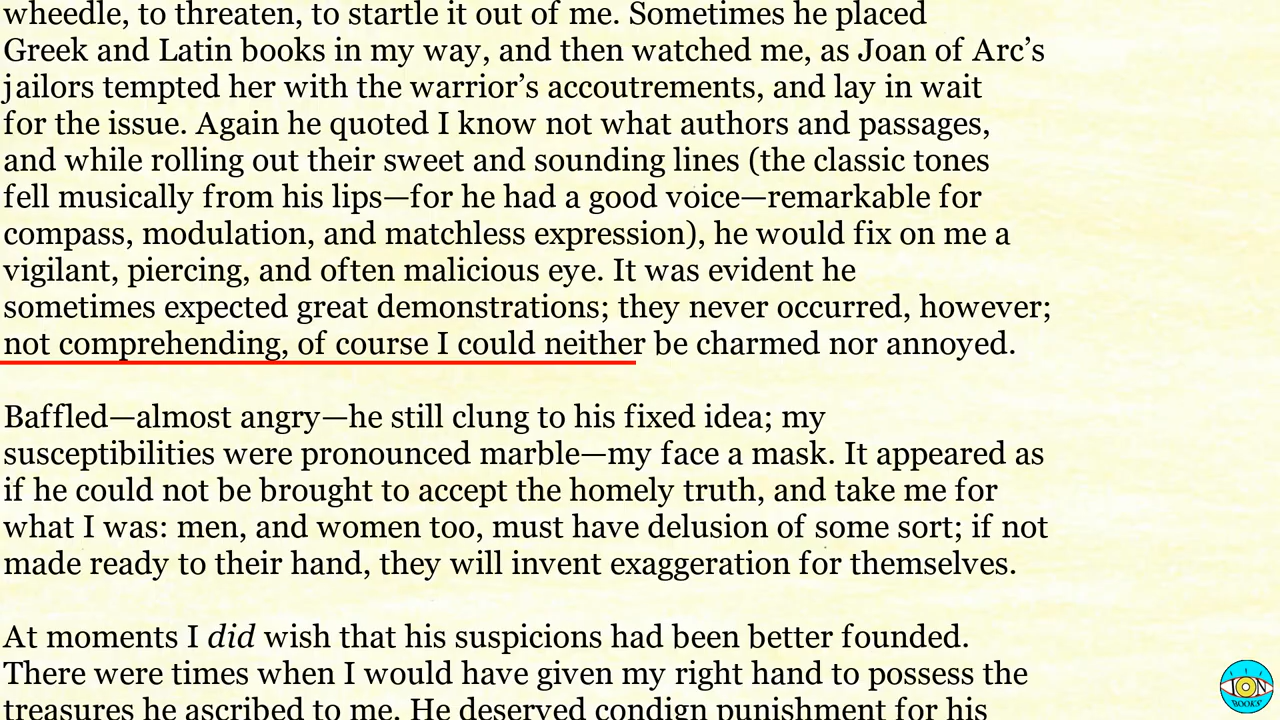 wheedle, to threaten, to startle it out of me. Sometimes he placed
Greek and Latin books in my way, and then watched me, as Joan of Arc’s
jailors tempted her with the warrior’s accoutrements, and lay in wait
for the issue. Again he quoted I know not what authors and passages,
and while rolling out their sweet and sounding lines (the classic tones
fell musically from his lips—for he had a good voice—remarkable for
compass, modulation, and matchless expression), he would fix on me a
vigilant, piercing, and often malicious eye. It was evident he
sometimes expected great demonstrations; they never occurred, however;
not comprehending, of course I could neither be charmed nor annoyed.
Baffled—almost angry—he still clung to his fixed idea; my
susceptibilities were pronounced marble—my face a mask. It appeared as
if he could not be brought to accept the homely truth, and take me for
what I was: men, and women too, must have delusion of some sort; if not
made ready to their hand, they will invent exaggeration for themselves.
At moments I did wish that his suspicions had been better founded.
There were times when I would have given my right hand to possess the
treasures he ascribed to me. He deserved condign punishment for his
ION
BOOKS